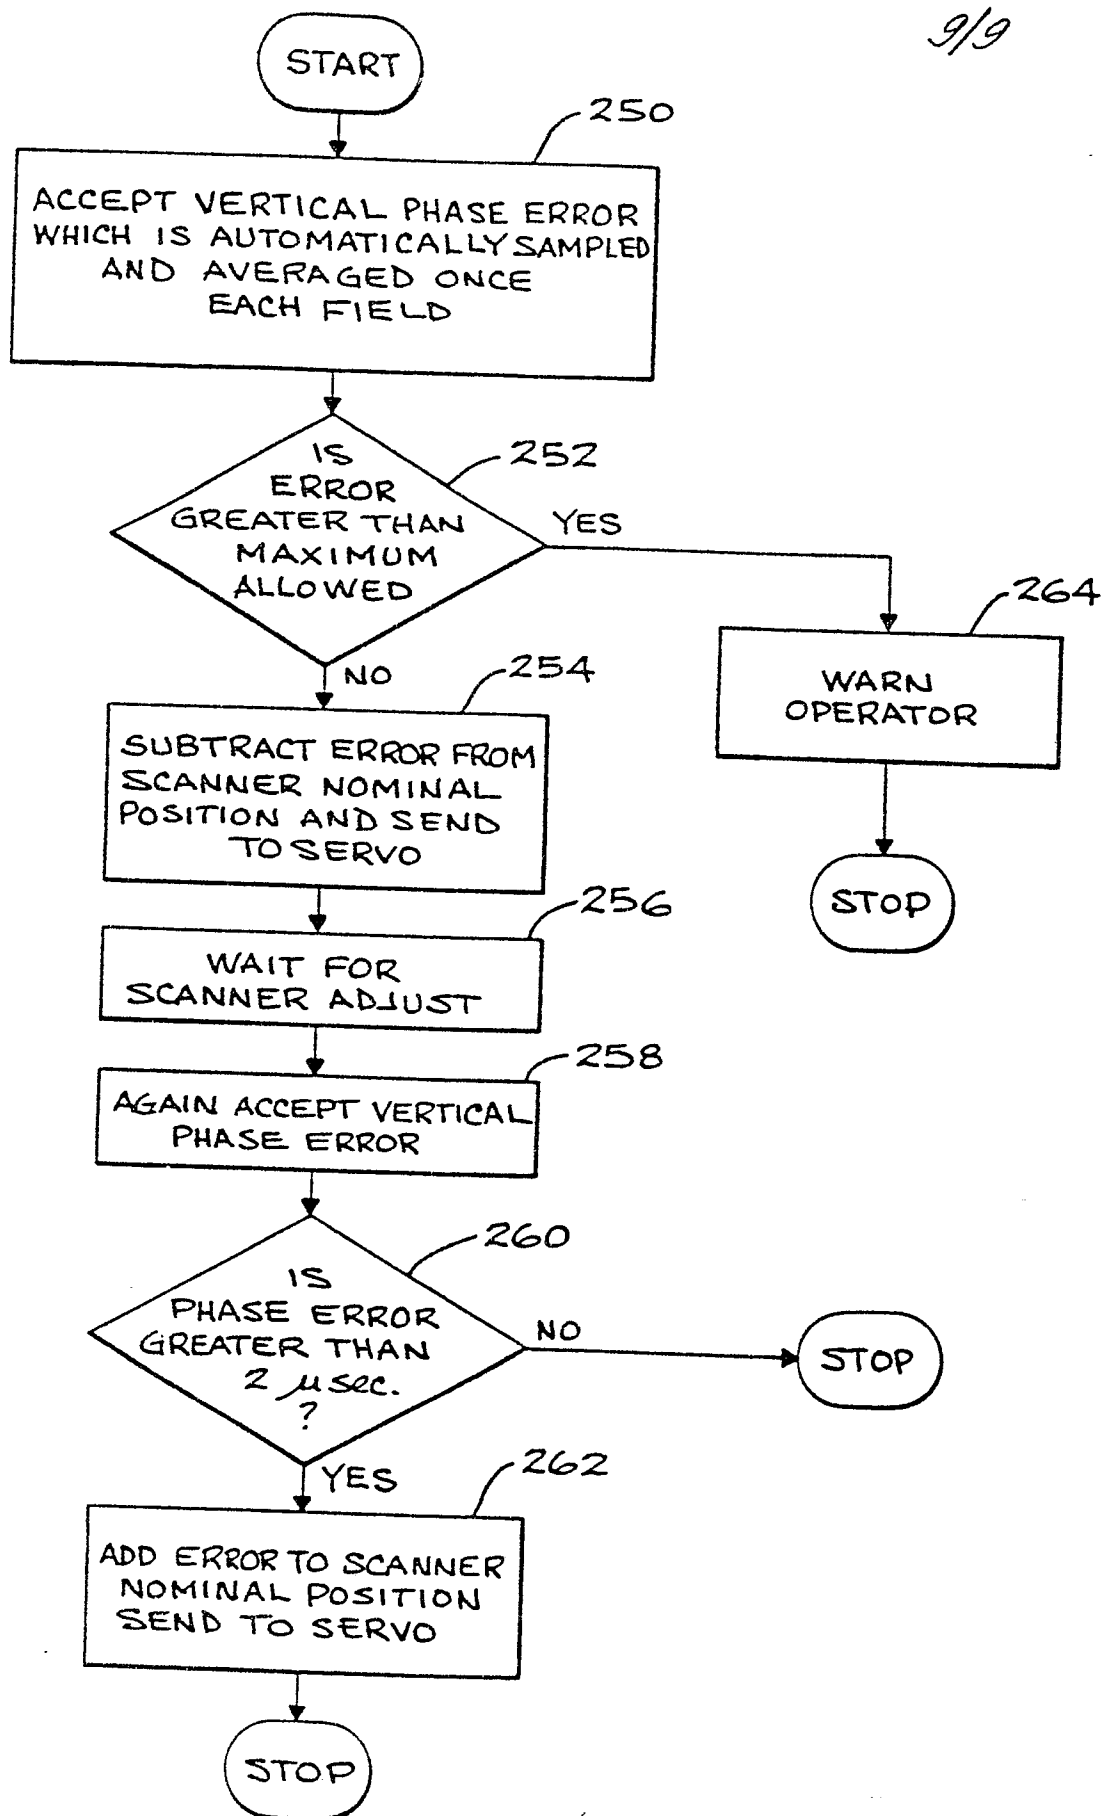 9/9
START
250
ACCEPT VERTICAL PHASE ERROR
WHICH IS AUTOMATICALLY SAMPLED
AND AVERAGED ONCE
EACH FIELD
252
IS
ERROR
GREATER THAN
MAXIMUM
ALLOWED
YES
264
WARN
OPERATOR
STOP
NO
254
SUBTRACT ERROR FROM
SCANNER NOMINAL
POSITION AND SEND
TO SERVO
256
WAIT FOR
SCANNER ADJUST
258
AGAIN ACCEPT VERTICAL
PHASE ERROR
260
IS
PHASE ERROR
GREATER THAN
2 μsec.
?
NO
STOP
YES
262
ADD ERROR TO SCANNER
NOMINAL POSITION
SEND TO SERVO
STOP